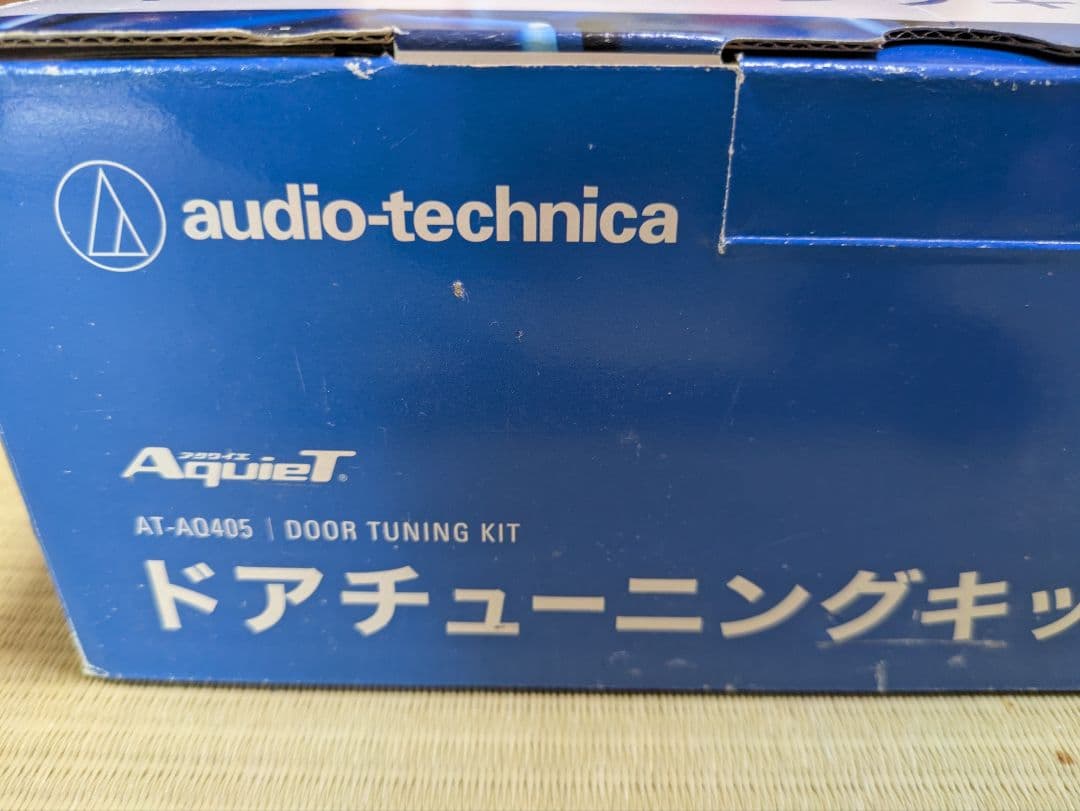 audio-technica
アクワイエ
AquieT®
AT-AQ405 | DOOR TUNING KIT
ドアチューニングキッ